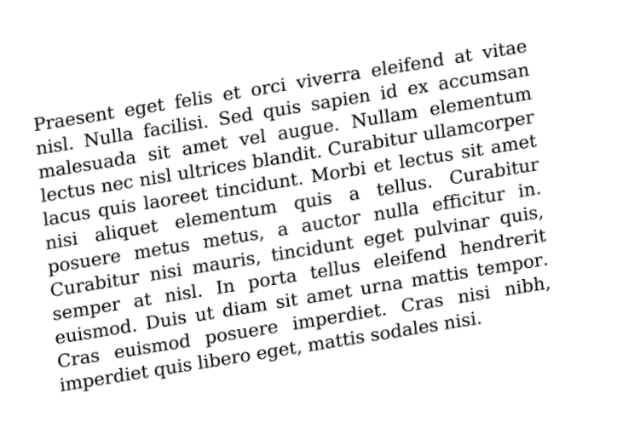 Praesent eget felis et orci viverra eleifend at vitae
nisl. Nulla facilisi. Sed quis sapien id ex accumsan
malesuada sit amet vel augue. Nullam elementum
lectus nec nisl ultrices blandit. Curabitur ullamcorper
lacus quis laoreet tincidunt. Morbi et lectus sit amet
nisi aliquet elementum quis a tellus. Curabitur
posuere metus metus, a auctor nulla efficitur in.
Curabitur nisi mauris, tincidunt eget pulvinar quis,
semper at nisl. In porta tellus eleifend hendrerit
euismod. Duis ut diam sit amet urna mattis tempor.
Cras euismod posuere imperdiet. Cras nisi nibh,
imperdiet quis libero eget, mattis sodales nisi.